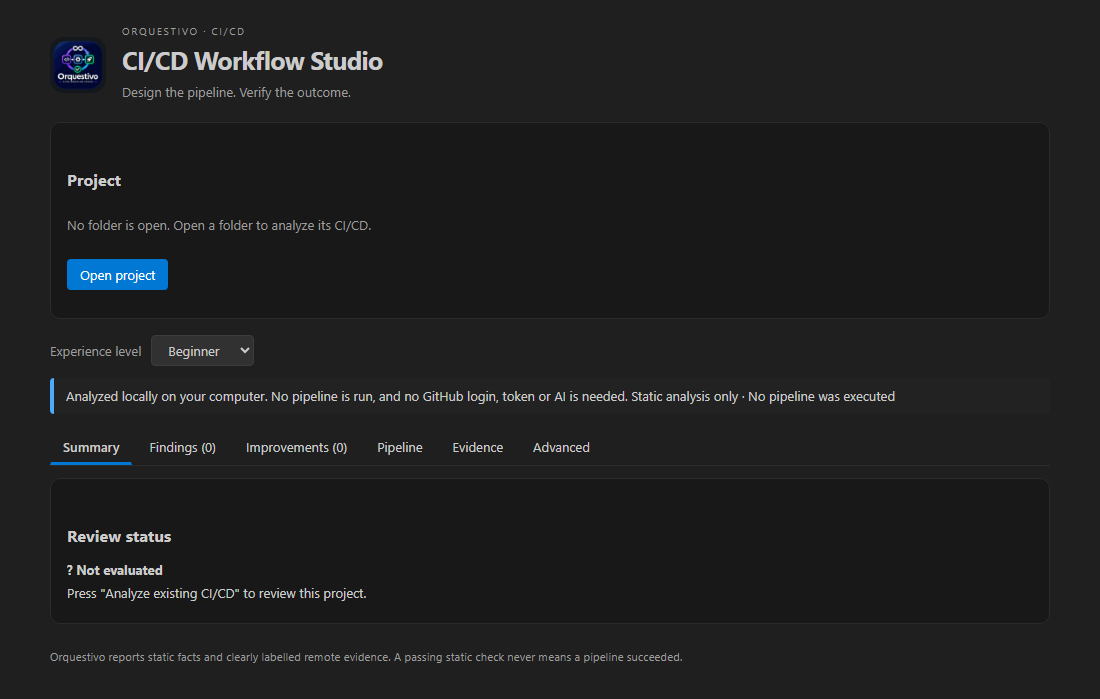 ORQUESTIVO · CI/CD
CI/CD Workflow Studio
Orquestivo
Design the pipeline. Verify the outcome.
Project
No folder is open. Open a folder to analyze its CI/CD.
Open project
Experience level Beginner
Analyzed locally on your computer. No pipeline is run, and no GitHub login, token or AI is needed. Static analysis only · No pipeline was executed
Summary Findings (0) Improvements (0) Pipeline Evidence Advanced
Review status
? Not evaluated
Press "Analyze existing CI/CD" to review this project.
Orquestivo reports static facts and clearly labelled remote evidence. A passing static check never means a pipeline succeeded.